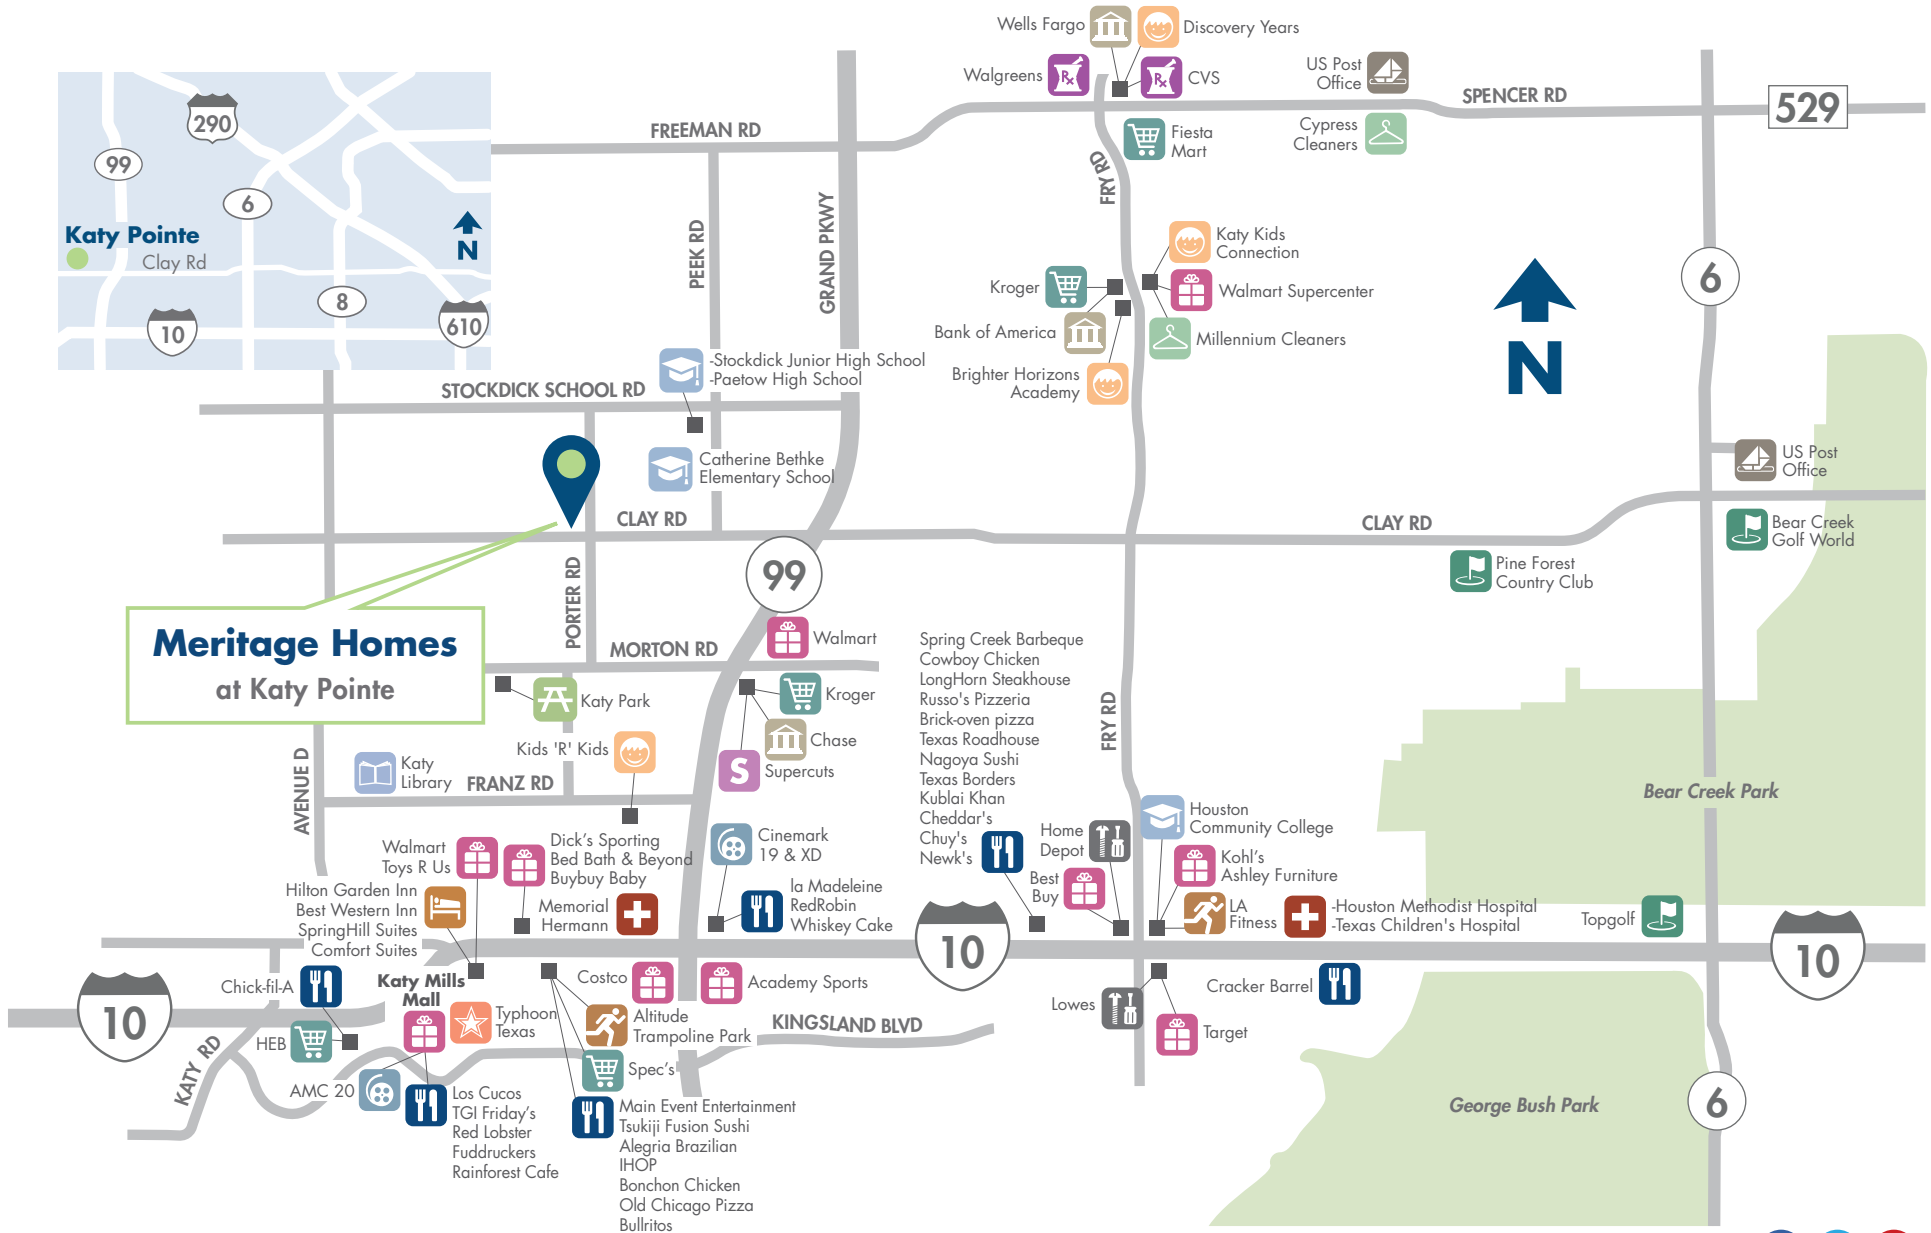 Wells Fargo
Discovery Years
Walgreens
Rx
Rx
CVS
US Post
Office
SPENCER RD
529
FREEMAN RD
Fiesta
Mart
Cypress
Cleaners
290
99
6
Katy Pointe
Clay Rd
N
8
10
610
PEEK RD
GRAND PKWY
FRY RD
Katy Kids
Connection
Kroger
Walmart Supercenter
Bank of America
Millennium Cleaners
Brighter Horizons
Academy
N
6
-Stockdick Junior High School
-Paetow High School
STOCKDICK SCHOOL RD
Catherine Bethke
Elementary School
US Post
Office
CLAY RD
CLAY RD
Bear Creek
Golf World
Pine Forest
Country Club
99
PORTER RD
Meritage Homes
at Katy Pointe
MORTON RD
Walmart
Katy Park
Kroger
Chase
S
Supercuts
Kids 'R' Kids
Katy
Library
FRANZ RD
AVENUE D
Spring Creek Barbeque
Cowboy Chicken
LongHorn Steakhouse
Russo's Pizzeria
Brick-oven pizza
Texas Roadhouse
Nagoya Sushi
Texas Borders
Kublai Khan
Cheddar's
Chuy's
Newk's
FRY RD
Bear Creek Park
Home
Depot
Best
Buy
Houston
Community College
Kohl's
Ashley Furniture
LA
Fitness
-Houston Methodist Hospital
-Texas Children's Hospital
Topgolf
Walmart
Toys R Us
Dick's Sporting
Bed Bath & Beyond
Buybuy Baby
Cinemark
19 & XD
Hilton Garden Inn
Best Western Inn
SpringHill Suites
Comfort Suites
Memorial
Hermann
la Madeleine
RedRobin
Whiskey Cake
10
10
10
Chick-fil-A
Katy Mills
Mall
Typhoon
Texas
Costco
Academy Sports
Altitude
Trampoline Park
KINGSLAND BLVD
Cracker Barrel
Lowes
Target
HEB
KATY RD
AMC 20
Spec's
Los Cucos
TGI Friday's
Red Lobster
Fuddruckers
Rainforest Cafe
Main Event Entertainment
Tsukiji Fusion Sushi
Alegria Brazilian
IHOP
Bonchon Chicken
Old Chicago Pizza
Bullritos
George Bush Park
6